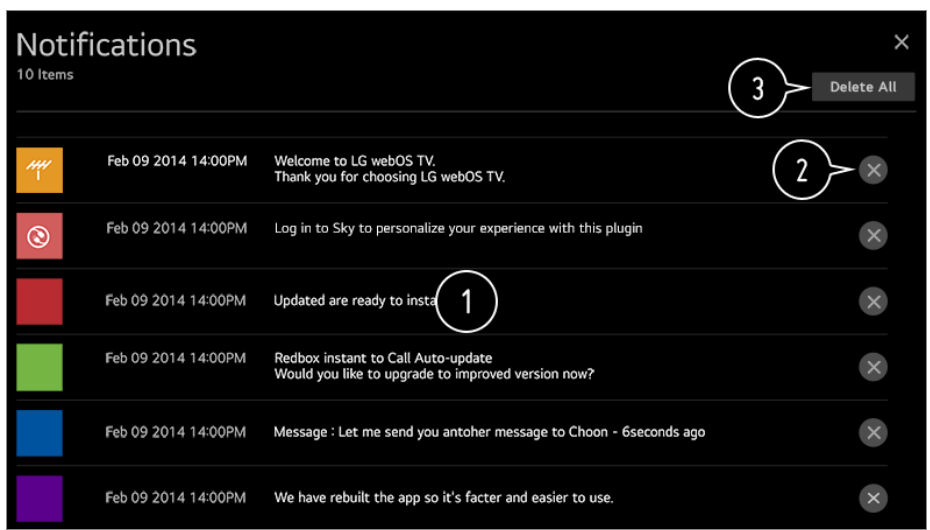 Notifications
10 Items
3
Delete All
Feb 09 2014 14:00PM
Welcome to LG webOS TV.
Thank you for choosing LG webOS TV.
2
Feb 09 2014 14:00PM
Log in to Sky to personalize your experience with this plugin
Feb 09 2014 14:00PM
Updated are ready to insta
1
Feb 09 2014 14:00PM
Redbox instant to Call Auto-update
Would you like to upgrade to improved version now?
Feb 09 2014 14:00PM
Message : Let me send you antoher message to Choon - 6seconds ago
Feb 09 2014 14:00PM
We have rebuilt the app so it's facter and easier to use.